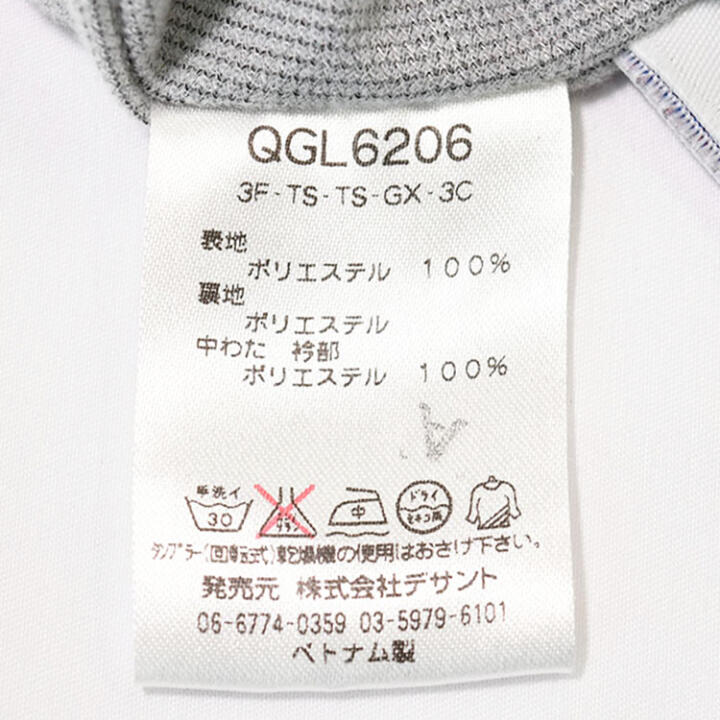 QGL6206
3F-TS-TS-GX-3C
表地
ポリエステル 100%
裏地
ポリエステル
中わた 衿部
ポリエステル 100%
手洗イ
30
中
ドライ
セキユ系
タンブラー(回転式)乾燥機の使用はおさけ下さい。
発売元 株式会社デサント
06-6774-0359 03-5979-6101
ベトナム製